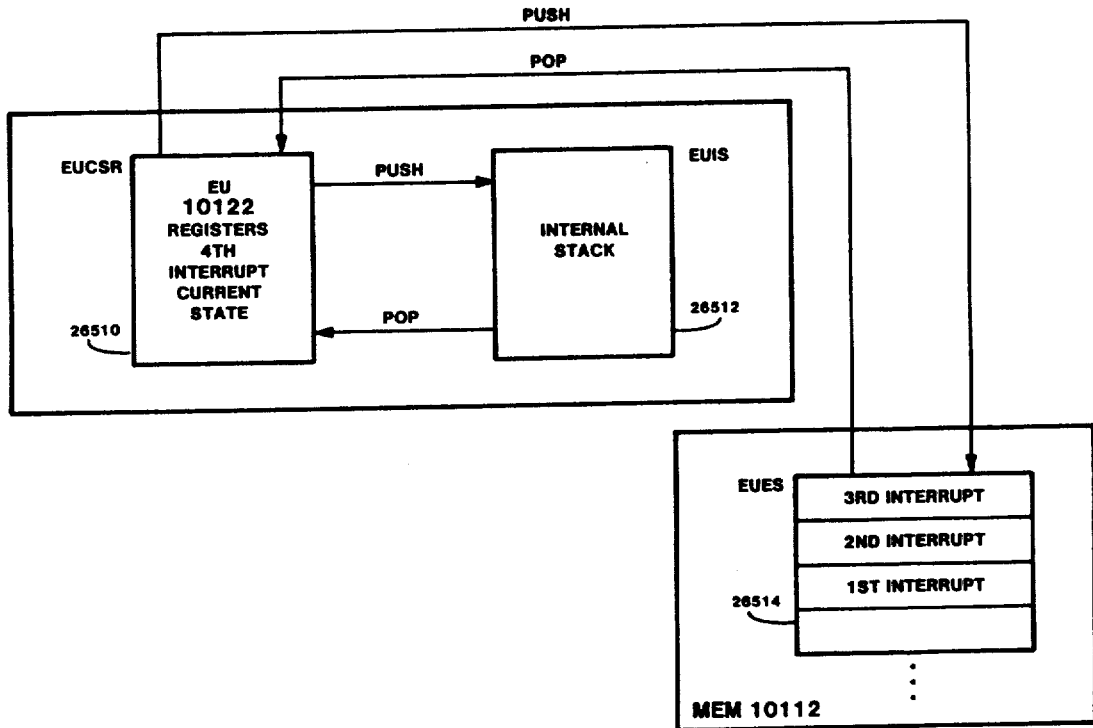 PUSH
POP
EUCSR
EU
10122
REGISTERS
4TH
INTERRUPT
CURRENT
STATE
26510
PUSH
POP
EUIS
INTERNAL
STACK
26512
EUES
3RD INTERRUPT
2ND INTERRUPT
1ST INTERRUPT
26514
MEM 10112